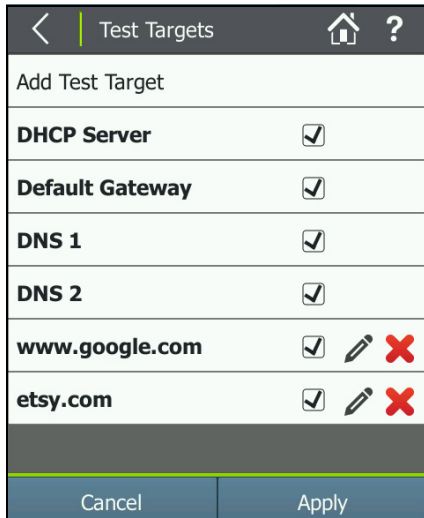 Test Targets ?
Add Test Target
DHCP Server
Default Gateway
DNS 1
DNS 2
www.google.com
etsy.com
Cancel Apply